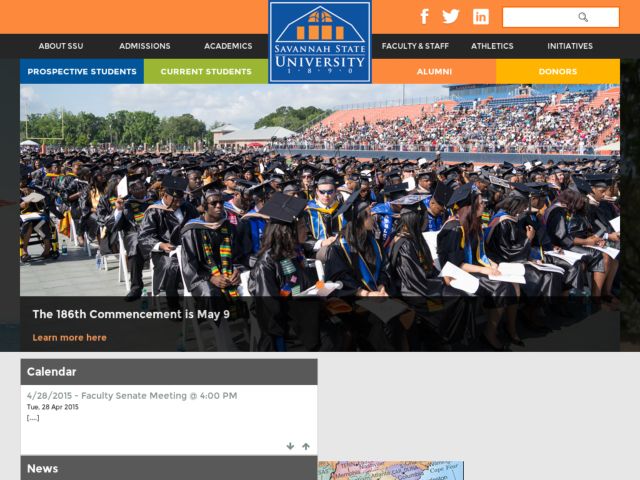 ABOUT SSU
ADMISSIONS
ACADEMICS
SAVANNAH STATE
UNIVERSITY
1·8·9·0
FACULTY & STAFF
ATHLETICS
INITIATIVES
PROSPECTIVE STUDENTS
CURRENT STUDENTS
ALUMNI
DONORS
The 186th Commencement is May 9
Learn more here
Calendar
4/28/2015 - Faculty Senate Meeting @ 4:00 PM
Tue, 28 Apr 2015
[....]
News